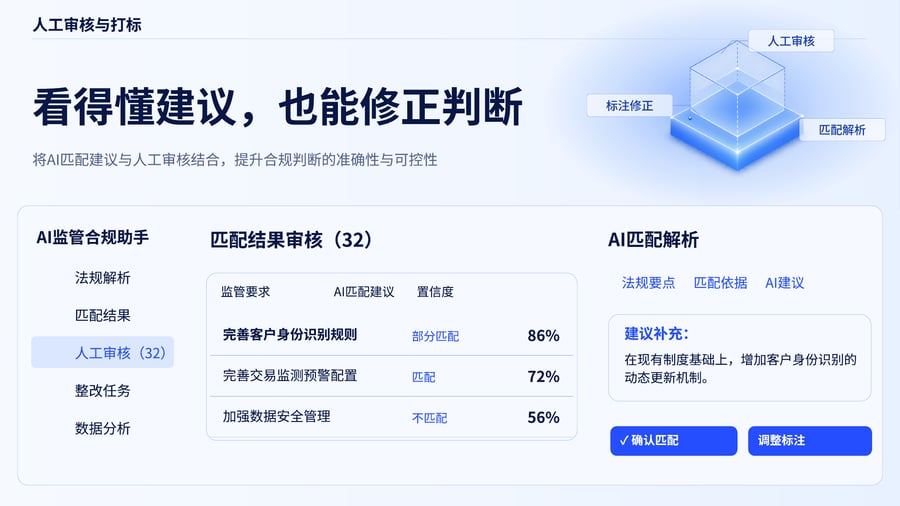 人工审核与打标
看得懂建议，也能修正判断
将AI匹配建议与人工审核结合，提升合规判断的准确性与可控性
人工审核
标注修正
匹配解析
AI监管合规助手
法规解析
匹配结果
人工审核（32）
整改任务
数据分析
匹配结果审核（32）
监管要求 AI匹配建议 置信度
完善客户身份识别规则 部分匹配 86%
完善交易监测预警配置 匹配 72%
加强数据安全管理 不匹配 56%
AI匹配解析
法规要点 匹配依据 AI建议
建议补充：
在现有制度基础上，增加客户身份识别的
动态更新机制。
✓确认匹配
调整标注